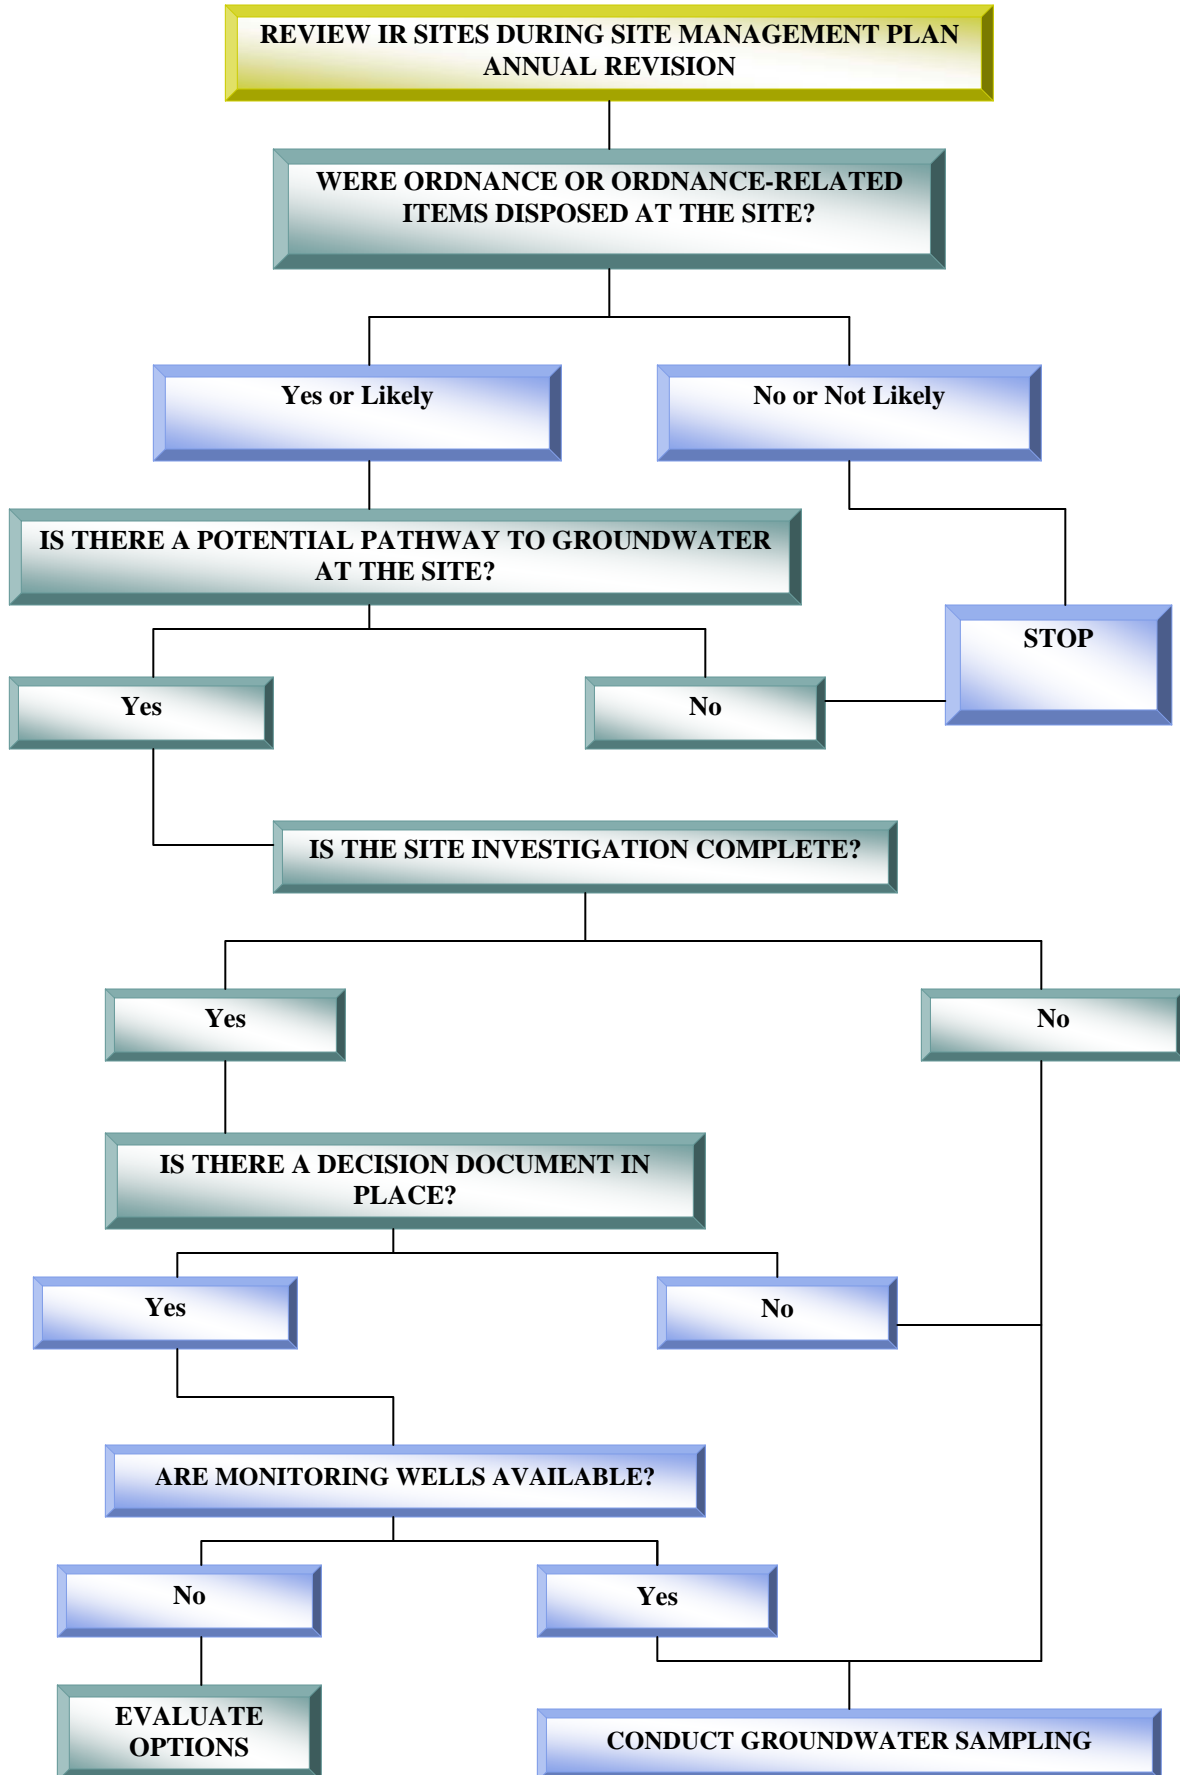 REVIEW IR SITES DURING SITE MANAGEMENT PLAN
ANNUAL REVISION
WERE ORDNANCE OR ORDNANCE-RELATED
ITEMS DISPOSED AT THE SITE?
Yes or Likely
No or Not Likely
IS THERE A POTENTIAL PATHWAY TO GROUNDWATER
AT THE SITE?
STOP
Yes
No
IS THE SITE INVESTIGATION COMPLETE?
Yes
No
IS THERE A DECISION DOCUMENT IN
PLACE?
Yes
No
ARE MONITORING WELLS AVAILABLE?
No
Yes
EVALUATE
OPTIONS
CONDUCT GROUNDWATER SAMPLING